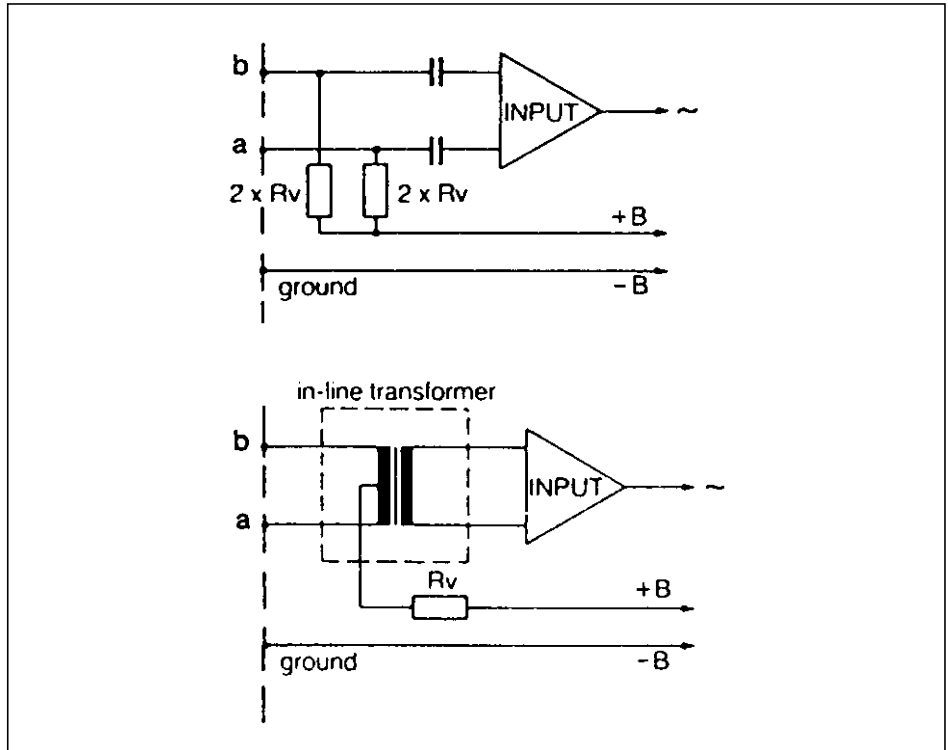 b
INPUT
~
a
2 x Rv
2 x Rv
+B
ground
-B
in-line transformer
b
INPUT
~
a
Rv
+B
ground
-B